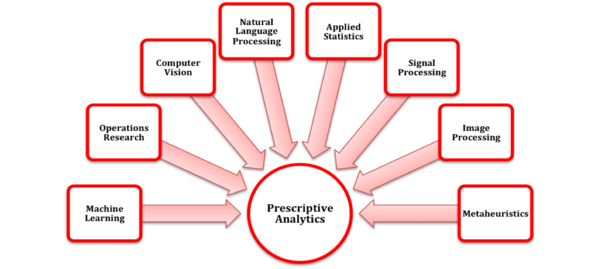 Natural
Language
Processing
Applied
Statistics
Computer
Vision
Signal
Processing
Operations
Research
Image
Processing
Machine
Learning
Prescriptive
Analytics
Metaheuristics